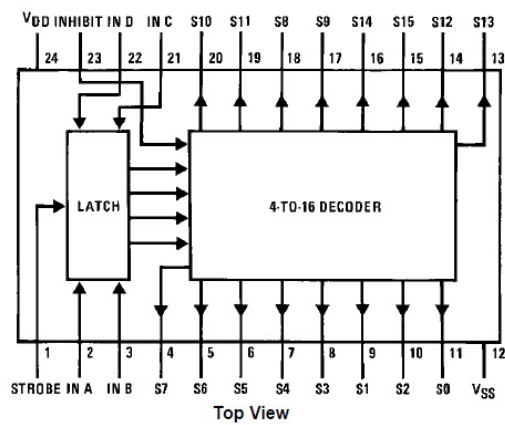 VDD INHIBIT IN D IN C S10 S11 S8 S9 S14 S15 S12 S13
24 23 22 21 20 19 18 17 16 15 14 13
LATCH
4-TO-16 DECODER
1 2 3 4 5 6 7 8 9 10 11 12
STROBE IN A IN B S7 S6 S5 S4 S3 S1 S2 S0 VSS
Top View